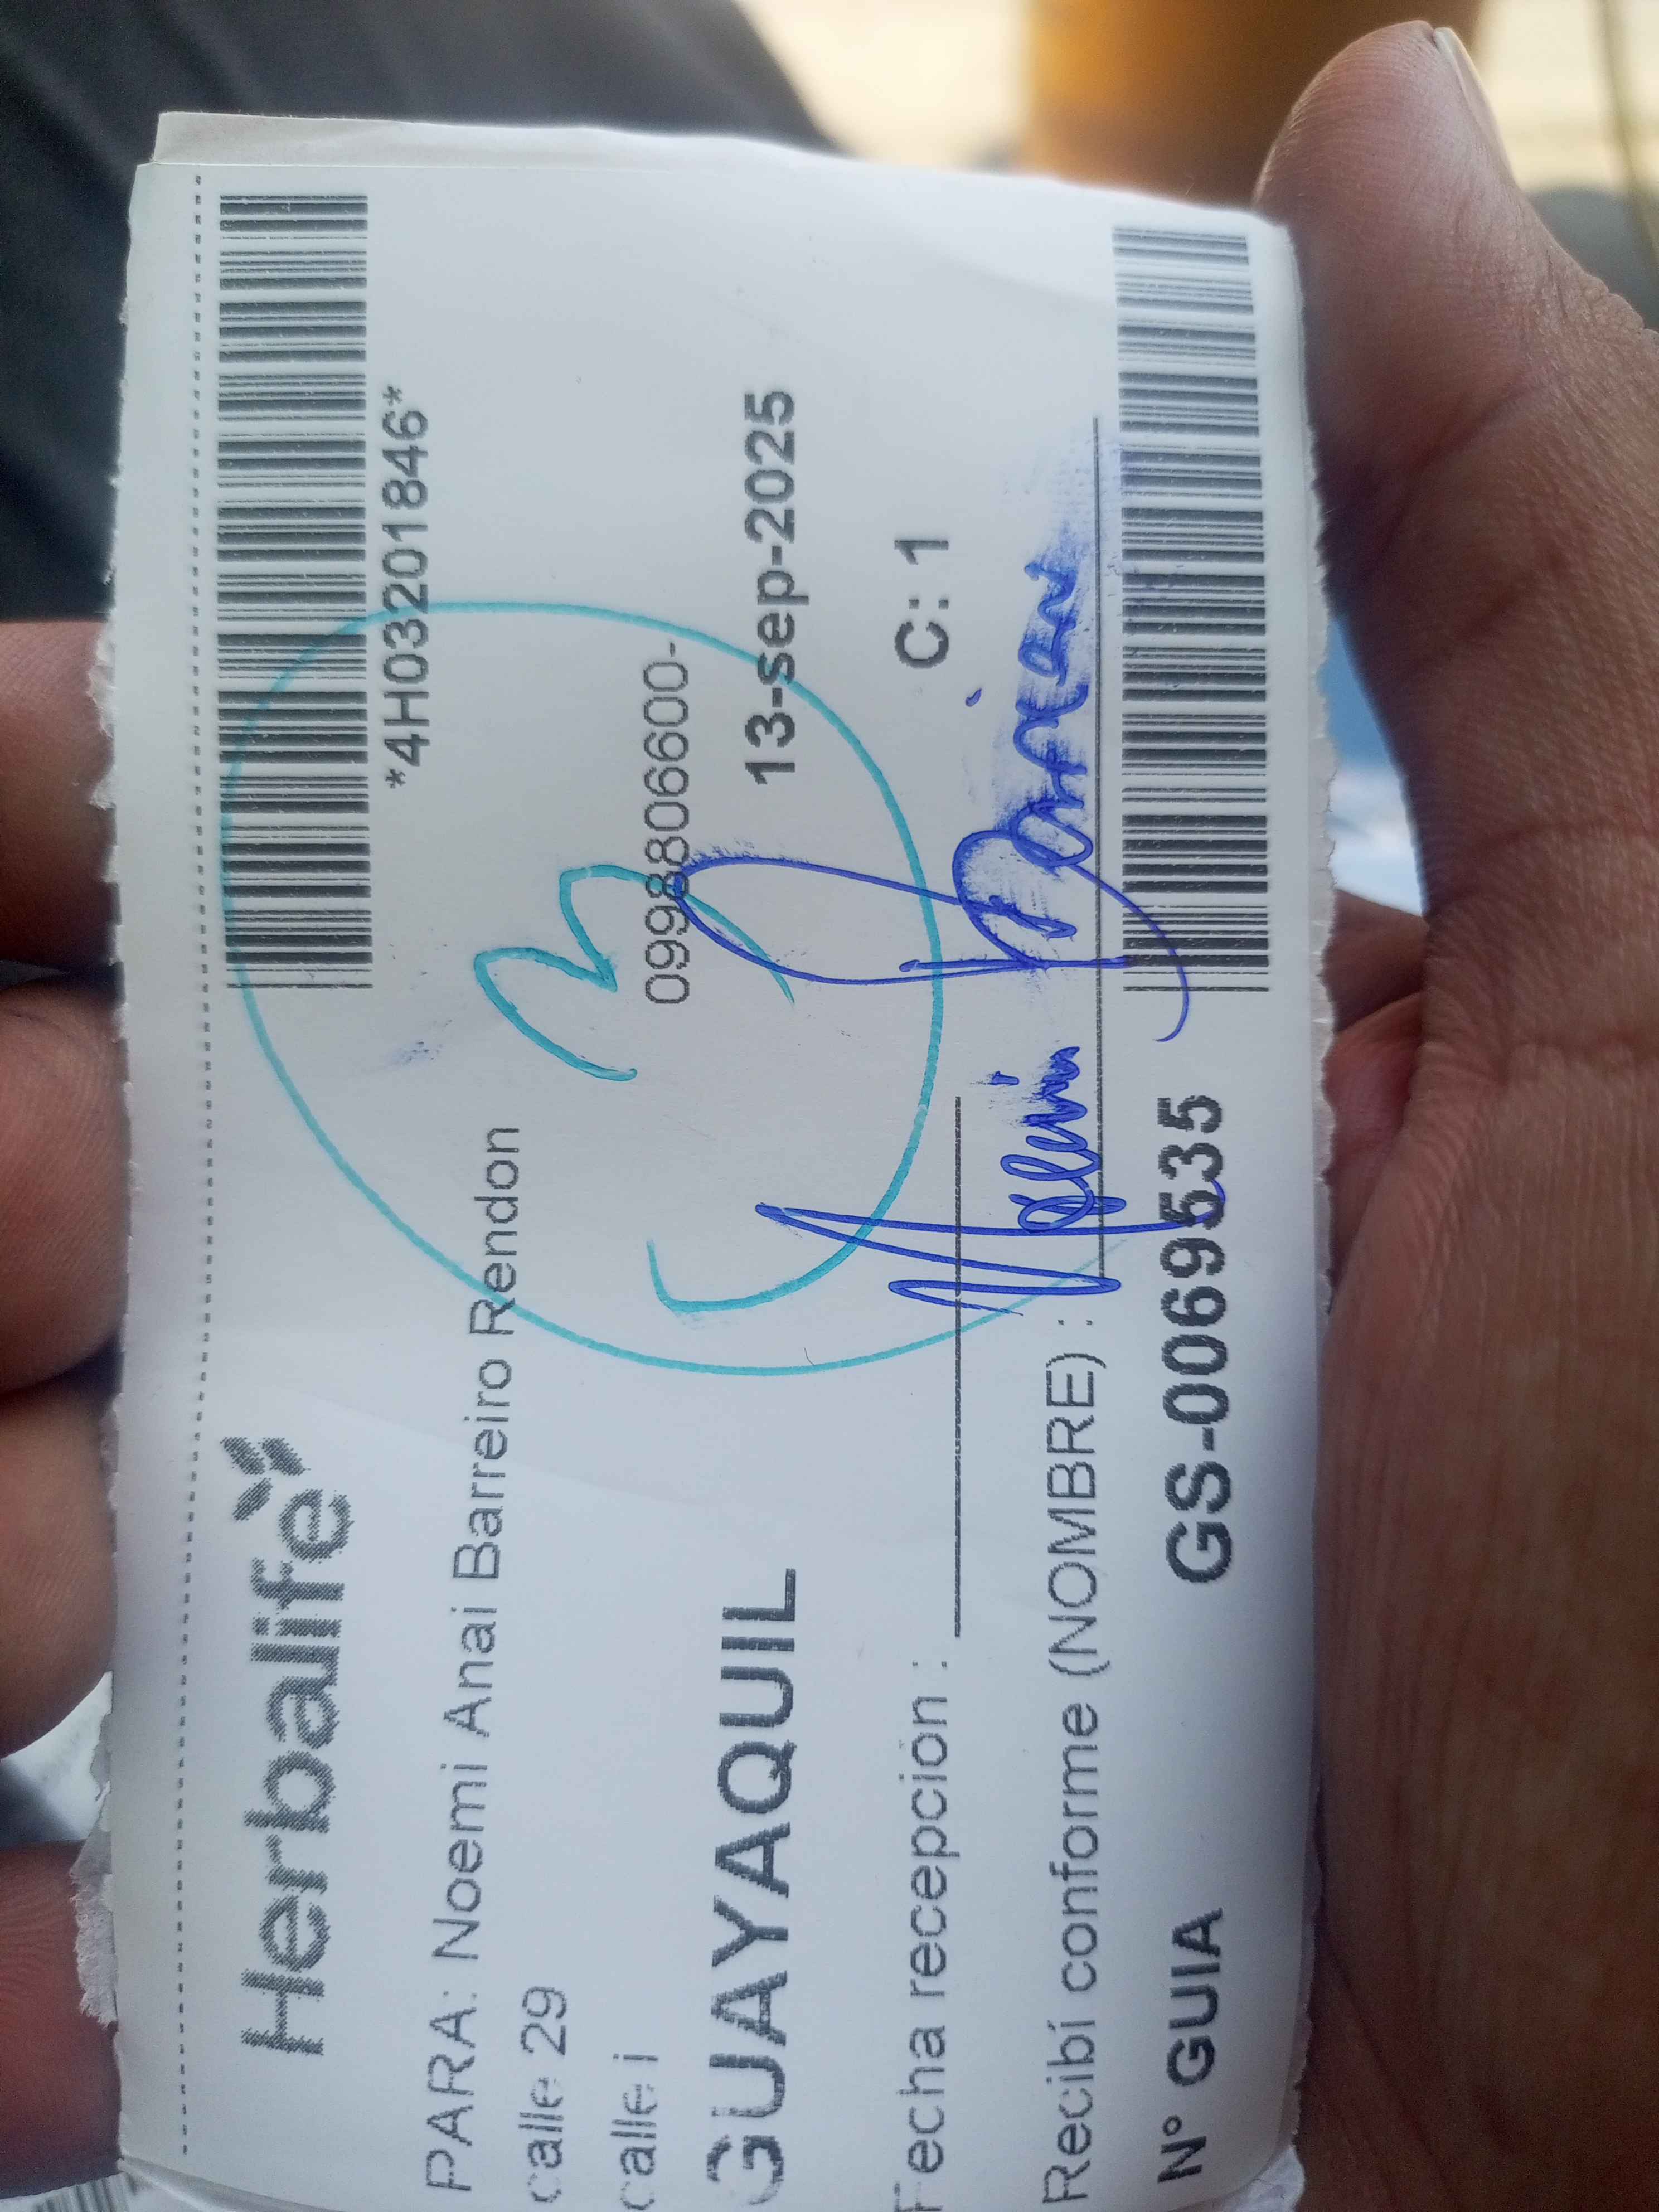 Herbalife
*4H03201846*
PARA: Noemi Anai Barreiro Rendon
calle 29
calle i
0998806600-
GUAYAQUIL 13-sep-2025
Fecha recepcion : C: 1
Recibí conforme (NOMBRE) :
N° GUIA GS-0069535